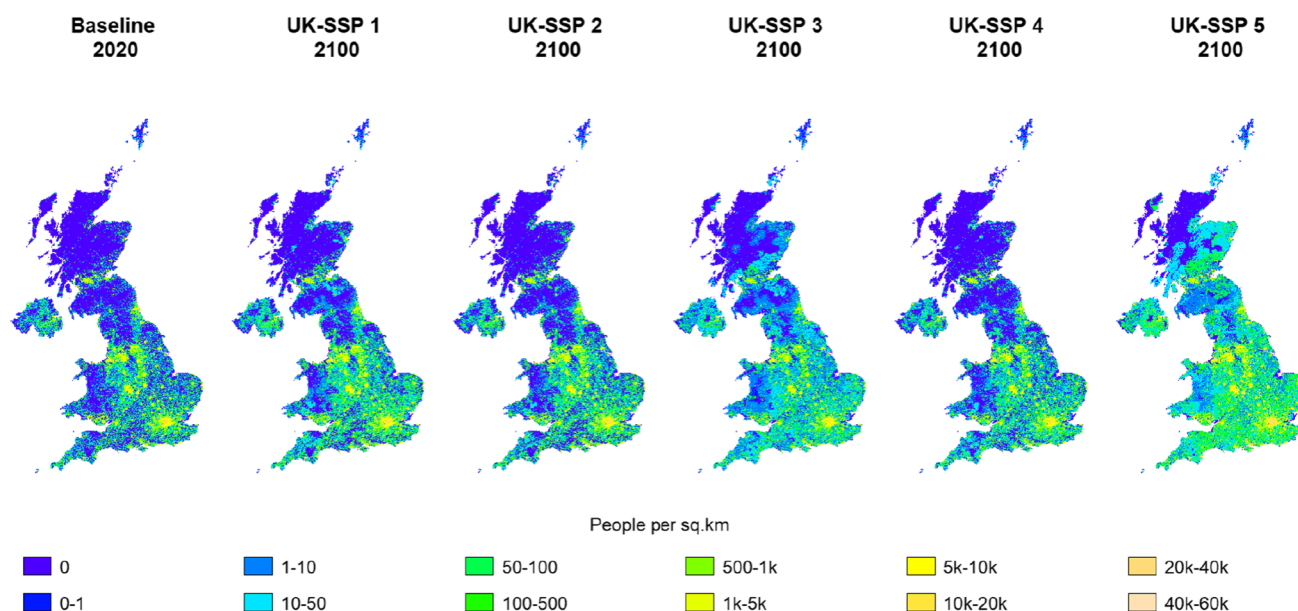 Baseline
2020
UK-SSP 1
2100
UK-SSP 2
2100
UK-SSP 3
2100
UK-SSP 4
2100
UK-SSP 5
2100
People per sq.km
0
1-10
50-100
500-1k
5k-10k
20k-40k
0-1
10-50
100-500
1k-5k
10k-20k
40k-60k